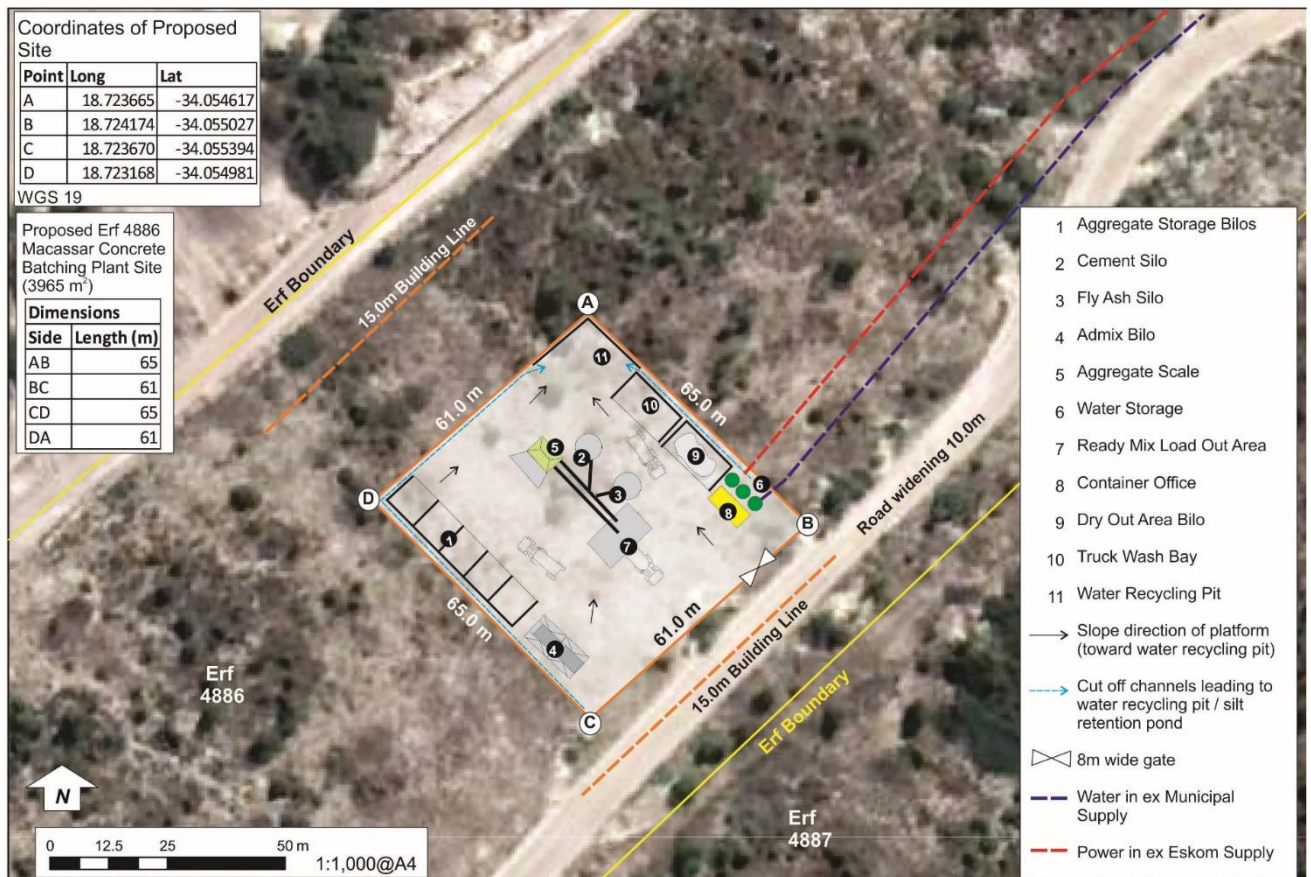 Coordinates of Proposed
Site
Point Long Lat
A 18.723665 -34.054617
B 18.724174 -34.055027
C 18.723670 -34.055394
D 18.723168 -34.054981
WGS 19
Proposed Erf 4886
Macassar Concrete
Batching Plant Site
(3965 m²)
Dimensions
Side Length (m)
AB 65
BC 61
CD 65
DA 61
Erf Boundary
15.0m Building Line
A
11
61.0 m
65.0 m
10
5
2
9
3
6
8
B
D
1
7
Road widening 10.0m
65.0 m
61.0 m
4
C
15.0m Building Line
Erf Boundary
Erf
4886
Erf
4887
N
0 12.5 25 50 m
1:1,000@A4
1 Aggregate Storage Bilos
2 Cement Silo
3 Fly Ash Silo
4 Admix Bilo
5 Aggregate Scale
6 Water Storage
7 Ready Mix Load Out Area
8 Container Office
9 Dry Out Area Bilo
10 Truck Wash Bay
11 Water Recycling Pit
Slope direction of platform
(toward water recycling pit)
Cut off channels leading to
water recycling pit / silt
retention pond
8m wide gate
Water in ex Municipal
Supply
Power in ex Eskom Supply